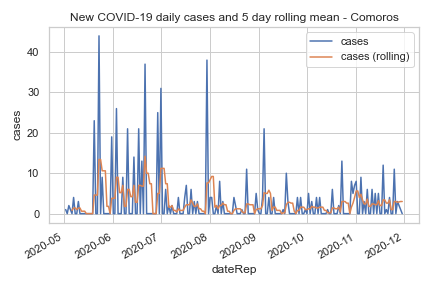 New COVID-19 daily cases and 5 day rolling mean - Comoros
cases
cases (rolling)
cases
40
30
20
10
0
2020-05
2020-06
2020-07
2020-08
2020-09
2020-10
2020-11
2020-12
dateRep